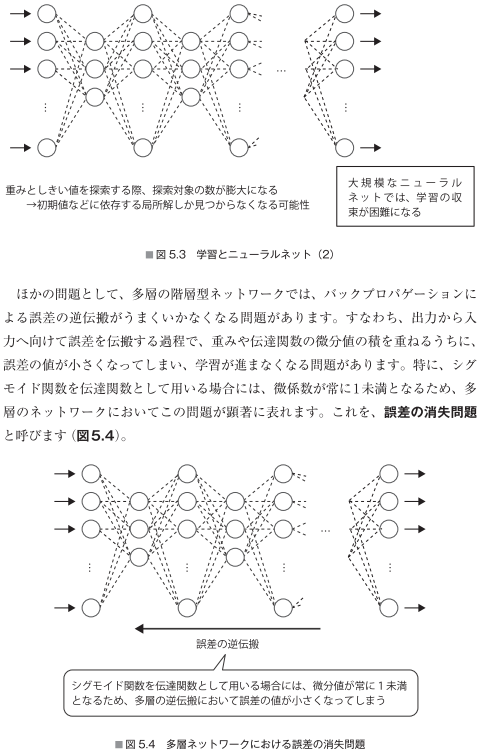 …
重みとしきい値を探索する際、探索対象の数が膨大になる
→初期値などに依存する局所解しか見つからなくなる可能性
大規模なニューラル
ネットでは、学習の収
束が困難になる
■図 5.3　学習とニューラルネット（2）
ほかの問題として、多層の階層型ネットワークでは、バックプロパゲーションに
よる誤差の逆伝搬がうまくいかなくなる問題があります。すなわち、出力から入
力へ向けて誤差を伝搬する過程で、重みや伝達関数の微分値の積を重ねるうちに、
誤差の値が小さくなってしまい、学習が進まなくなる問題があります。特に、シグ
モイド関数を伝達関数として用いる場合には、微係数が常に1未満となるため、多
層のネットワークにおいてこの問題が顕著に表れます。これを、誤差の消失問題
と呼びます（図5.4）。
…
誤差の逆伝搬
シグモイド関数を伝達関数として用いる場合には、微分値が常に1未満
となるため、多層の逆伝搬において誤差の値が小さくなってしまう
■図 5.4　多層ネットワークにおける誤差の消失問題